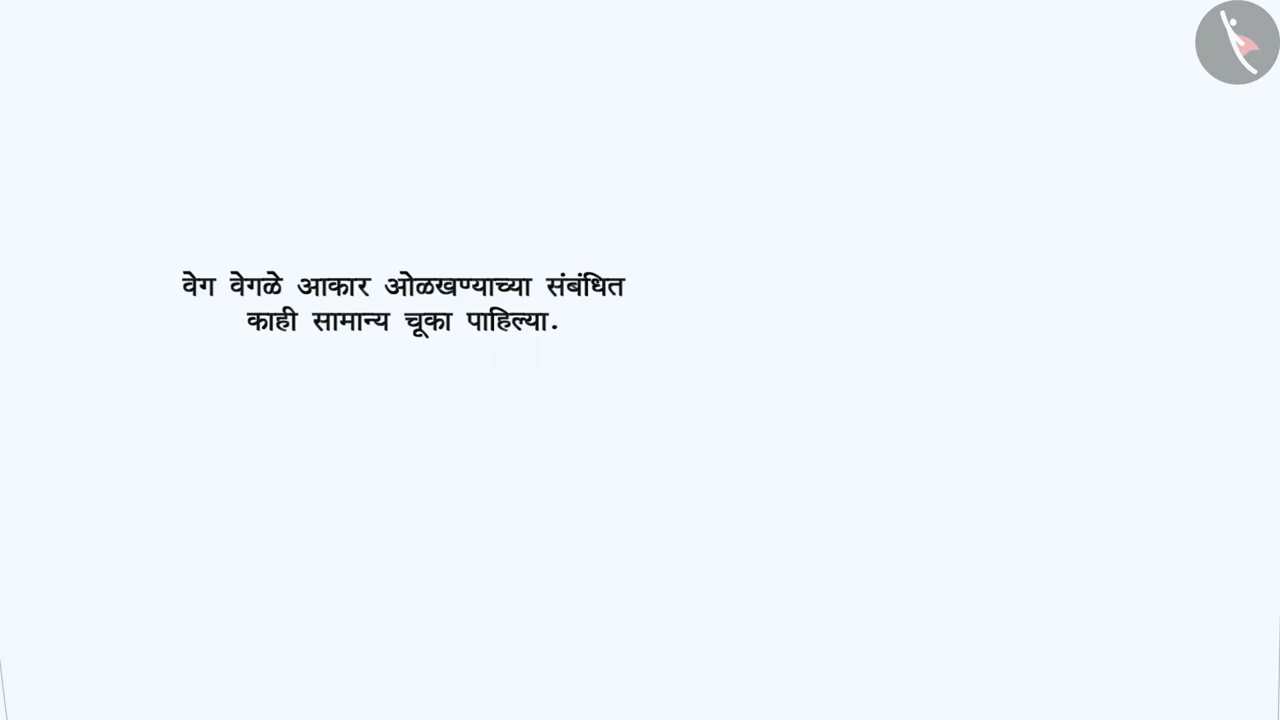 वेग वेगळे आकार ओळखण्याच्या संबंधित
काही सामान्य चूका पाहिल्या.